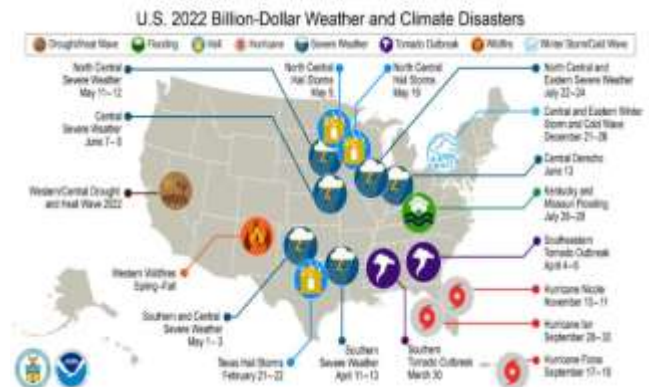 U.S. 2022 Billion-Dollar Weather and Climate Disasters
Drought/Heat Wave
Flooding
Hail
Hurricane
Severe Weather
Tornado Outbreak
Wildfire
Winter Storm/Cold Wave
North Central
Severe Weather
May 11–12
North Central
Hail Storms
May 9
North Central
Hail Storms
May 19
North Central and
Eastern Severe Weather
July 22–24
Central
Severe Weather
June 7–8
Central and Eastern Winter
Storm and Cold Wave
December 21–26
Central Derecho
June 13
Western/Central Drought
and Heat Wave 2022
Kentucky and
Missouri Flooding
July 26–28
Southeastern
Tornado Outbreak
April 4–6
Western Wildfires
Spring–Fall
Hurricane Nicole
November 10–11
Southern and Central
Severe Weather
May 1–3
Hurricane Ian
September 28–30
Texas Hail Storms
February 21–22
Southern
Severe Weather
April 11–13
Southern
Tornado Outbreak
March 30
Hurricane Fiona
September 17–18